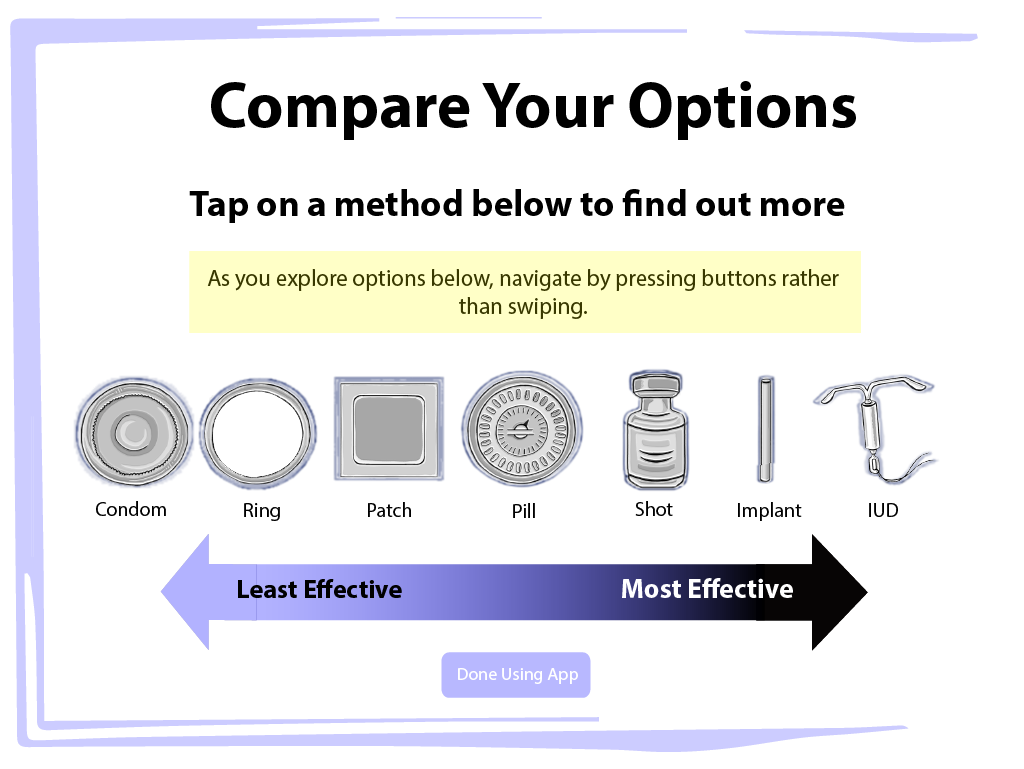 Compare Your Options
Tap on a method below to find out more
As you explore options below, navigate by pressing buttons rather
than swiping.
Condom Ring Patch Pill Shot Implant IUD
Least Effective Most Effective
Done Using App